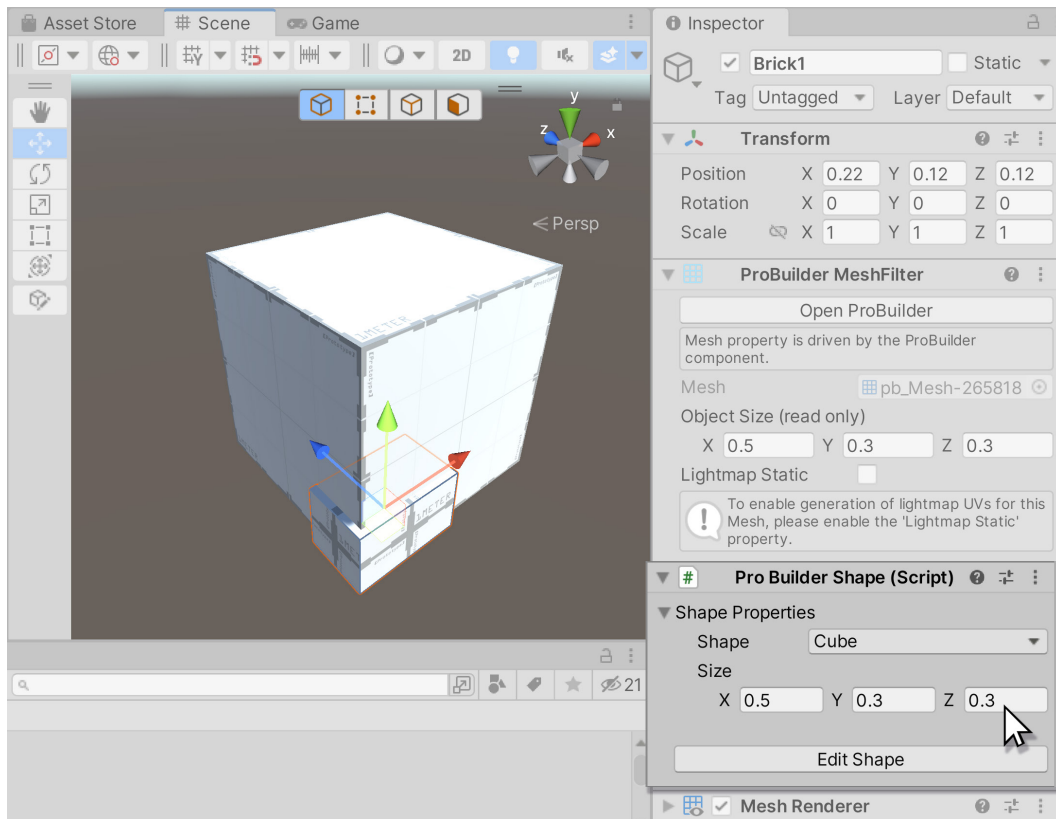 Asset Store
Scene
Game
2D
y
z
x
Persp
1METER
1METER
21
Inspector
Brick1
Static
Tag Untagged Layer Default
Transform
Position X 0.22 Y 0.12 Z 0.12
Rotation X 0 Y 0 Z 0
Scale X 1 Y 1 Z 1
ProBuilder MeshFilter
Open ProBuilder
Mesh property is driven by the ProBuilder
component.
Mesh pb_Mesh-265818
Object Size (read only)
X 0.5 Y 0.3 Z 0.3
Lightmap Static
To enable generation of lightmap UVs for this
Mesh, please enable the 'Lightmap Static'
property.
# Pro Builder Shape (Script)
Shape Properties
Shape Cube
Size
X 0.5 Y 0.3 Z 0.3
Edit Shape
Mesh Renderer